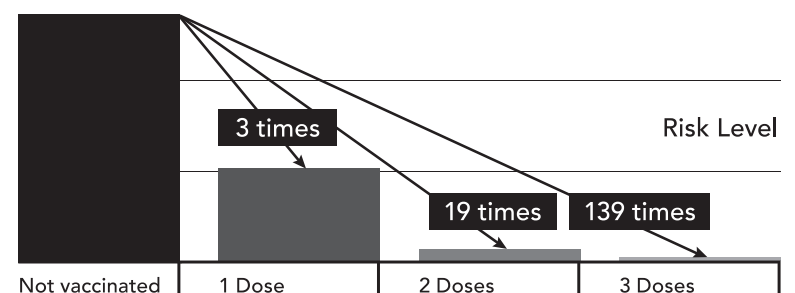 3 times
Risk Level
19 times
139 times
Not vaccinated
1 Dose
2 Doses
3 Doses